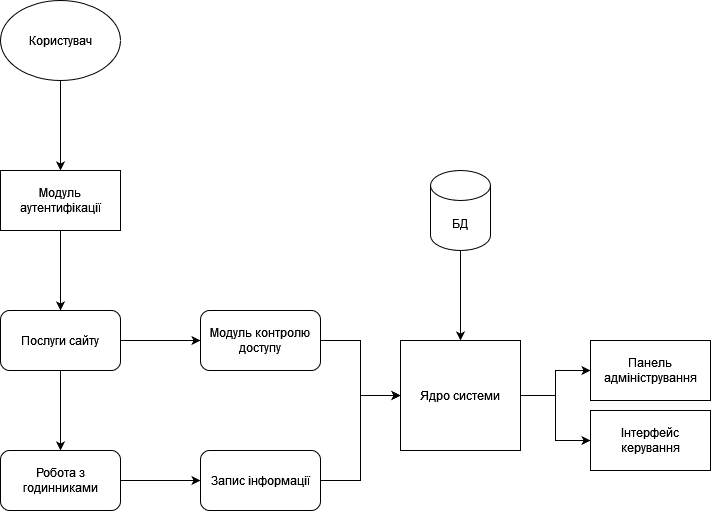 Користувач
Модуль
аутентифікації
БД
Послуги сайту
Модуль контролю
доступу
Ядро системи
Панель
адміністрування
Інтерфейс
керування
Робота з
годинниками
Запис інформації